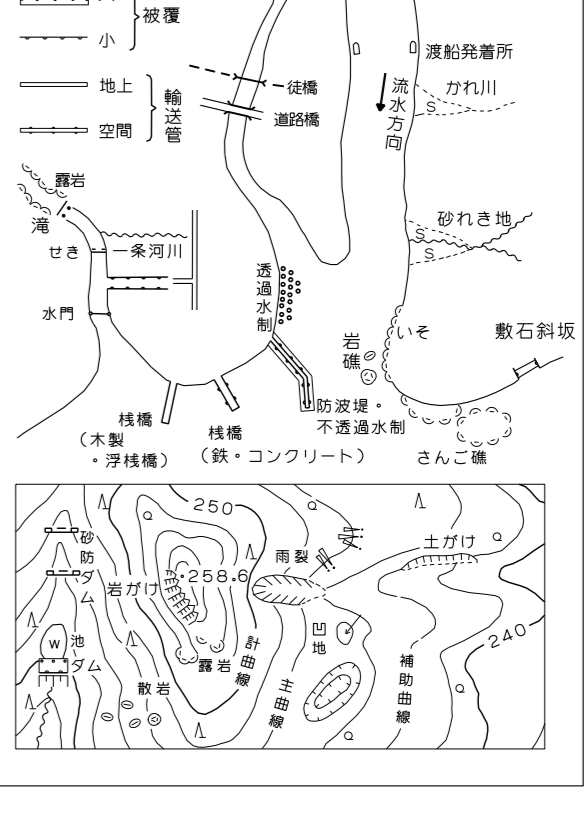 被覆
小
地上
空間
輸送管
徒橋
道路橋
流水方向
渡船発着所
かれ川
S
露岩
滝
せき
一条河川
水門
透過水制
砂れき地
S
S
岩礁
いそ
敷石斜坂
桟橋
（木製
・浮桟橋）
桟橋
（鉄・コンクリート）
防波堤・
不透過水制
さんご礁
250
砂防ダム
岩がけ
・258.6
雨裂
土がけ
W
池
ダム
散岩
露岩
計曲線
主曲線
凹地
補助曲線
240